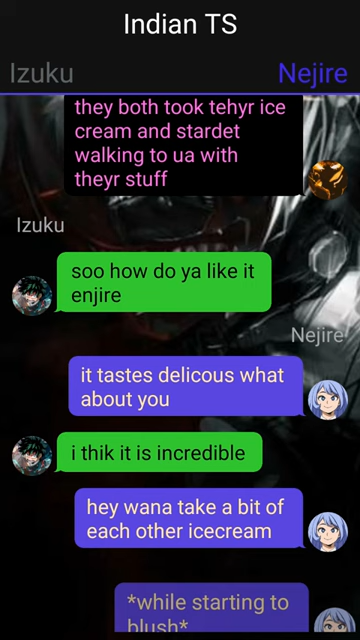 Indian TS
Izuku
Nejire
they both took tehyr ice
cream and stardet
walking to ua with
theyr stuff
Izuku
soo how do ya like it
enjire
Nejire
it tastes delicous what
about you
i thik it is incredible
hey wana take a bit of
each other icecream
*while starting to
blush*